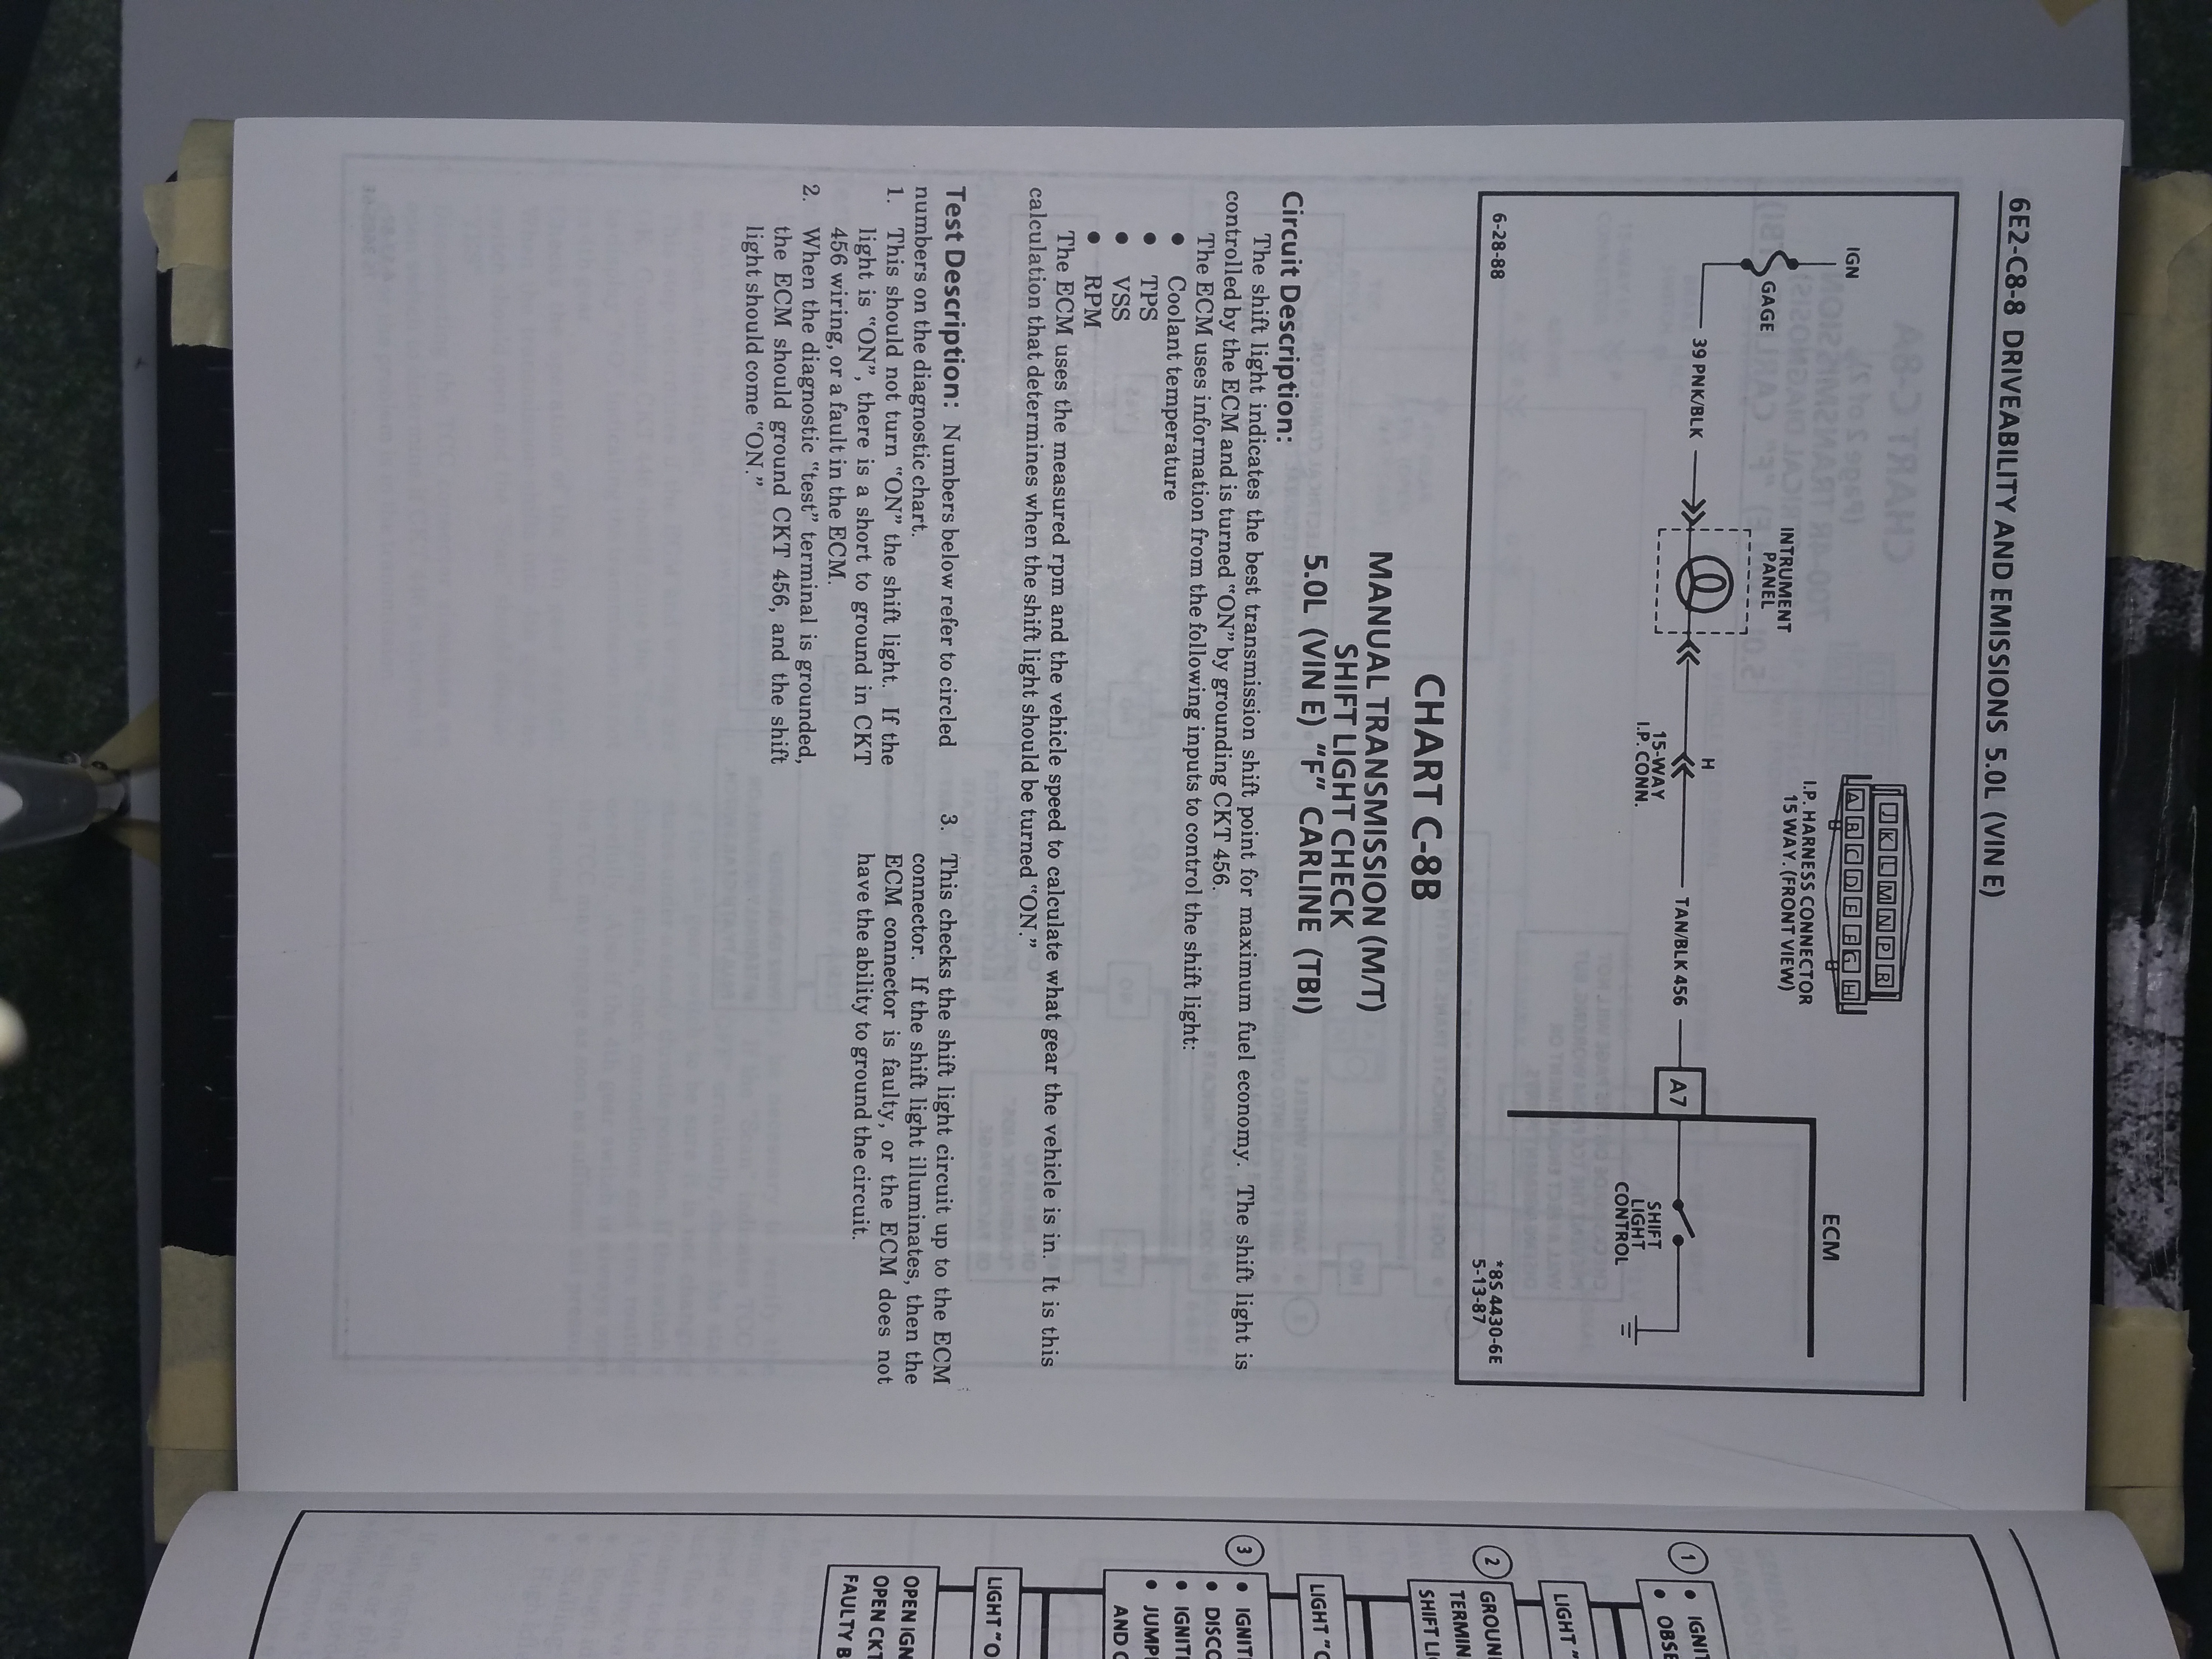 6E2-C8-8 DRIVEABILITY AND EMISSIONS 5.0L (VIN E)
IGN
GAGE
39 PNK/BLK
INTRUMENT
PANEL
I.P. HARNESS CONNECTOR
15 WAY. (FRONT VIEW)
J K L M N P R
A B C D E F G H
H
15-WAY
I.P. CONN.
TAN/BLK 456
A7
ECM
SHIFT
LIGHT
CONTROL
6-28-88
*8S 4430-6E
5-13-87
CHART C-8B
MANUAL TRANSMISSION (M/T)
SHIFT LIGHT CHECK
5.0L (VIN E) "F" CARLINE (TBI)
Circuit Description:
The shift light indicates the best transmission shift point for maximum fuel economy. The shift light is
controlled by the ECM and is turned "ON" by grounding CKT 456.
The ECM uses information from the following inputs to control the shift light:
● Coolant temperature
● TPS
● VSS
● RPM
The ECM uses the measured rpm and the vehicle speed to calculate what gear the vehicle is in. It is this
calculation that determines when the shift light should be turned "ON."
Test Description: Numbers below refer to circled
numbers on the diagnostic chart.
1. This should not turn "ON" the shift light. If the
light is "ON", there is a short to ground in CKT
456 wiring, or a fault in the ECM.
2. When the diagnostic "test" terminal is grounded,
the ECM should ground CKT 456, and the shift
light should come "ON."
3. This checks the shift light circuit up to the ECM
connector. If the shift light illuminates, then the
ECM connector is faulty, or the ECM does not
have the ability to ground the circuit.
1
● IGNIT
● OBSE
LIGHT "
2
GROUN
TERMIN
SHIFT LI
LIGHT "O
3
● IGNIT
● DISCO
● IGNIT
● JUMP
AND C
LIGHT "O
OPEN IGN
OPEN CKT
FAULTY B